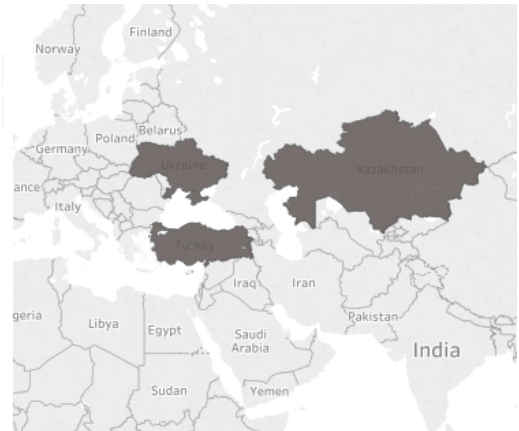 Finland
Norway
Belarus
Poland
Germany
Ukraine
Kazakhstan
ance
Italy
Turkey
Iraq
Iran
geria
Libya
Egypt
Pakistan
Saudi
Arabia
India
Sudan
Yemen